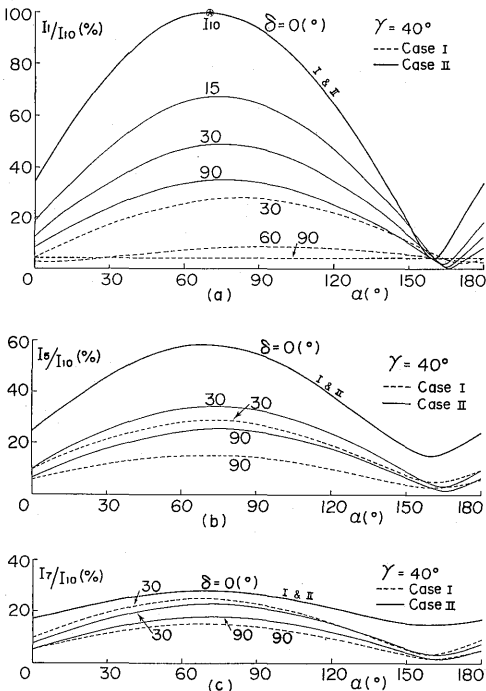 I₁/I₁₀(%)
100
80
60
40
20
0
30
60
90
120
150
180
I₁₀
δ=0(°)
I & II
γ = 40°
---- Case I
—— Case II
15
30
90
30
60 90
(a)
α(°)
I₅/I₁₀(%)
60
40
20
0
30
60
90
120
150
180
δ=0(°)
I & II
γ = 40°
---- Case I
—— Case II
30
30
90
90
(b)
α(°)
I₇/I₁₀(%)
40
20
0
30
60
90
120
150
180
δ=0(°)
I & II
γ = 40°
---- Case I
—— Case II
30
30
90
90
(c)
α(°)